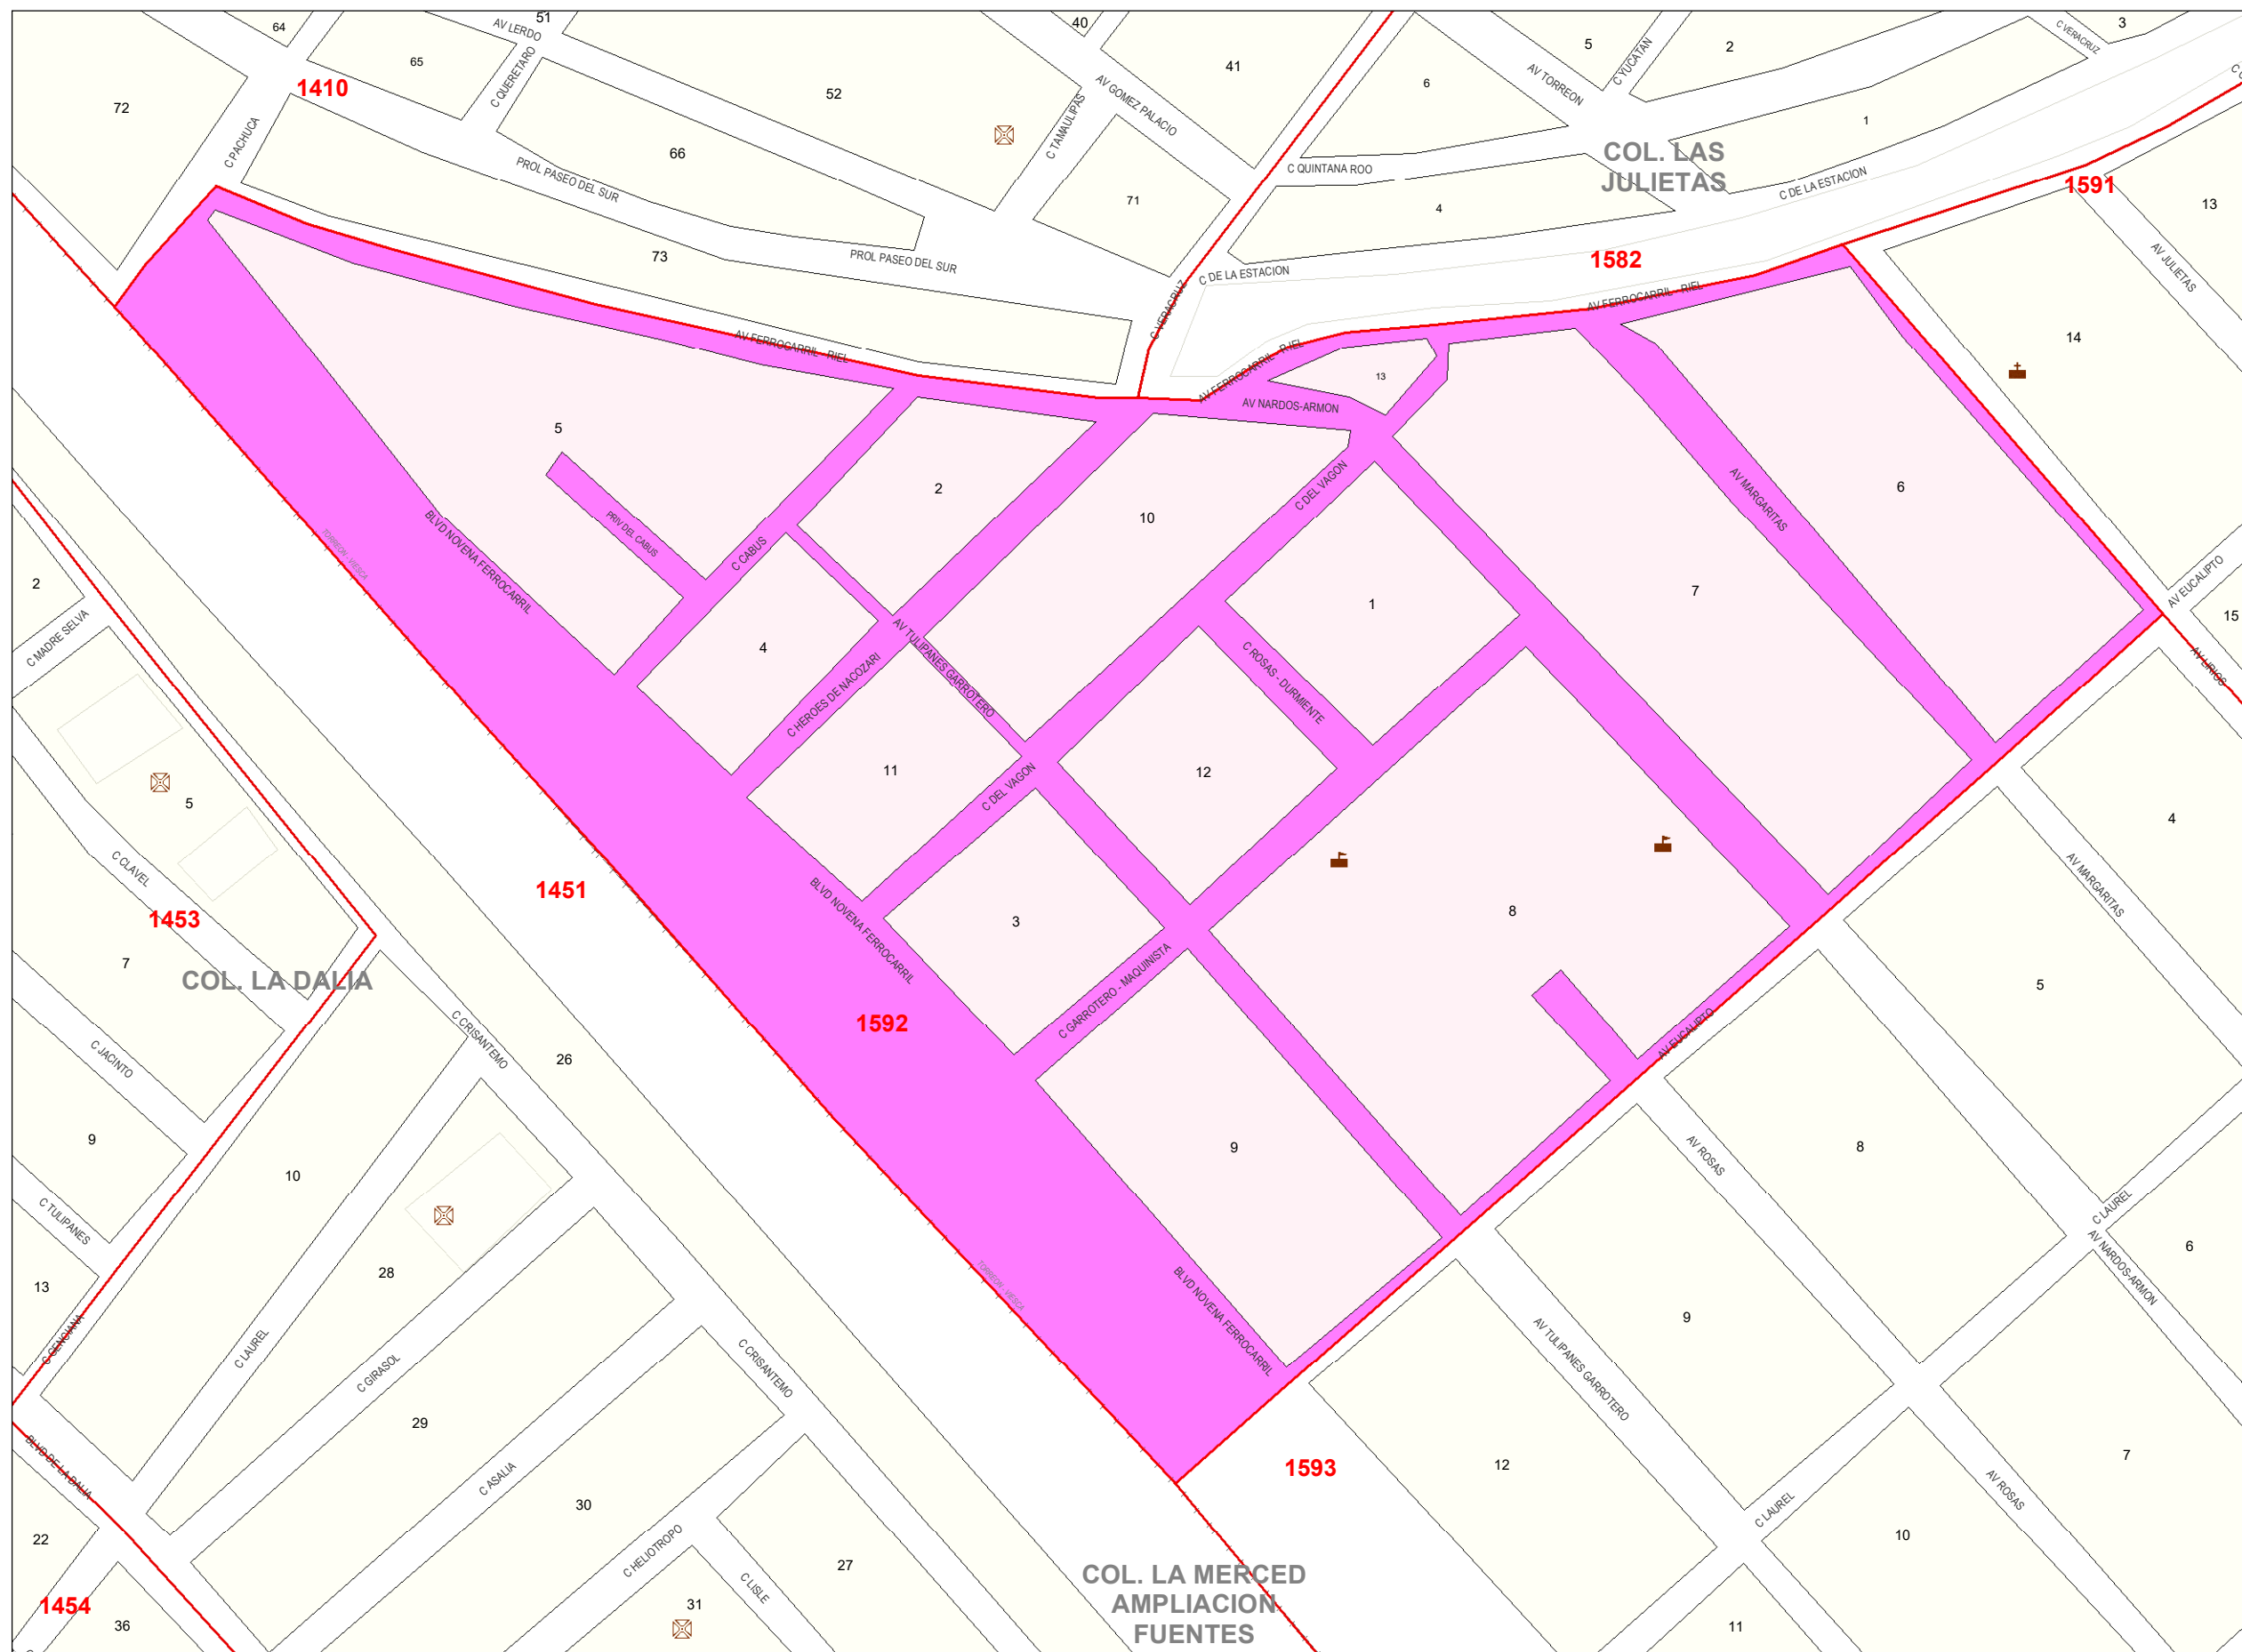 64
51
AV LERDO
40
3
C VERACRUZ
65
C QUERETARO
52
41
5
C YUCATAN
2
1410
72
AV GOMEZ PALACIO
AV TORREON
6
C PACHUCA
C TAMAULIPAS
1
66
PROL PASEO DEL SUR
C QUINTANA ROO
COL. LAS
JULIETAS
1591
13
71
4
C DE LA ESTACION
73
PROL PASEO DEL SUR
C DE LA ESTACION
1582
AV JULIETAS
C VERACRUZ
AV FERROCARRIL - RIEL
AV FERROCARRIL - RIEL
AV FERROCARRIL - RIEL
14
13
AV NARDOS-ARMON
5
2
10
C DEL VAGON
AV MARGARITAS
6
BLVD NOVENA FERROCARRIL
TORREON - VIESCA
PRIV DEL CABUS
C CABUS
2
C MADRE SELVA
4
AV TULIPANES GARROTERO
C HEROES DE NACOZARI
1
7
AV EUCALIPTO
15
C ROSAS - DURMIENTE
AV LIRIOS
11
C DEL VAGON
12
5
4
C CLAVEL
1451
BLVD NOVENA FERROCARRIL
3
8
AV MARGARITAS
1453
7
COL. LA DALIA
C GARROTERO - MAQUINISTA
5
1592
C CRISANTEMO
C JACINTO
26
AV EUCALIPTO
9
10
9
AV ROSAS
8
C TULIPANES
C LAUREL
28
6
AV NARDOS-ARMON
13
TORREON - VIESCA
BLVD NOVENA FERROCARRIL
C GENCIANA
C LAUREL
C GIRASOL
C CRISANTEMO
AV TULIPANES GARROTERO
9
29
BLVD DE LA DALIA
C ASALIA
1593
12
7
AV ROSAS
30
C LAUREL
22
C HELIOTROPO
27
10
COL. LA MERCED
AMPLIACION
FUENTES
C LISLE
1454
36
31
11